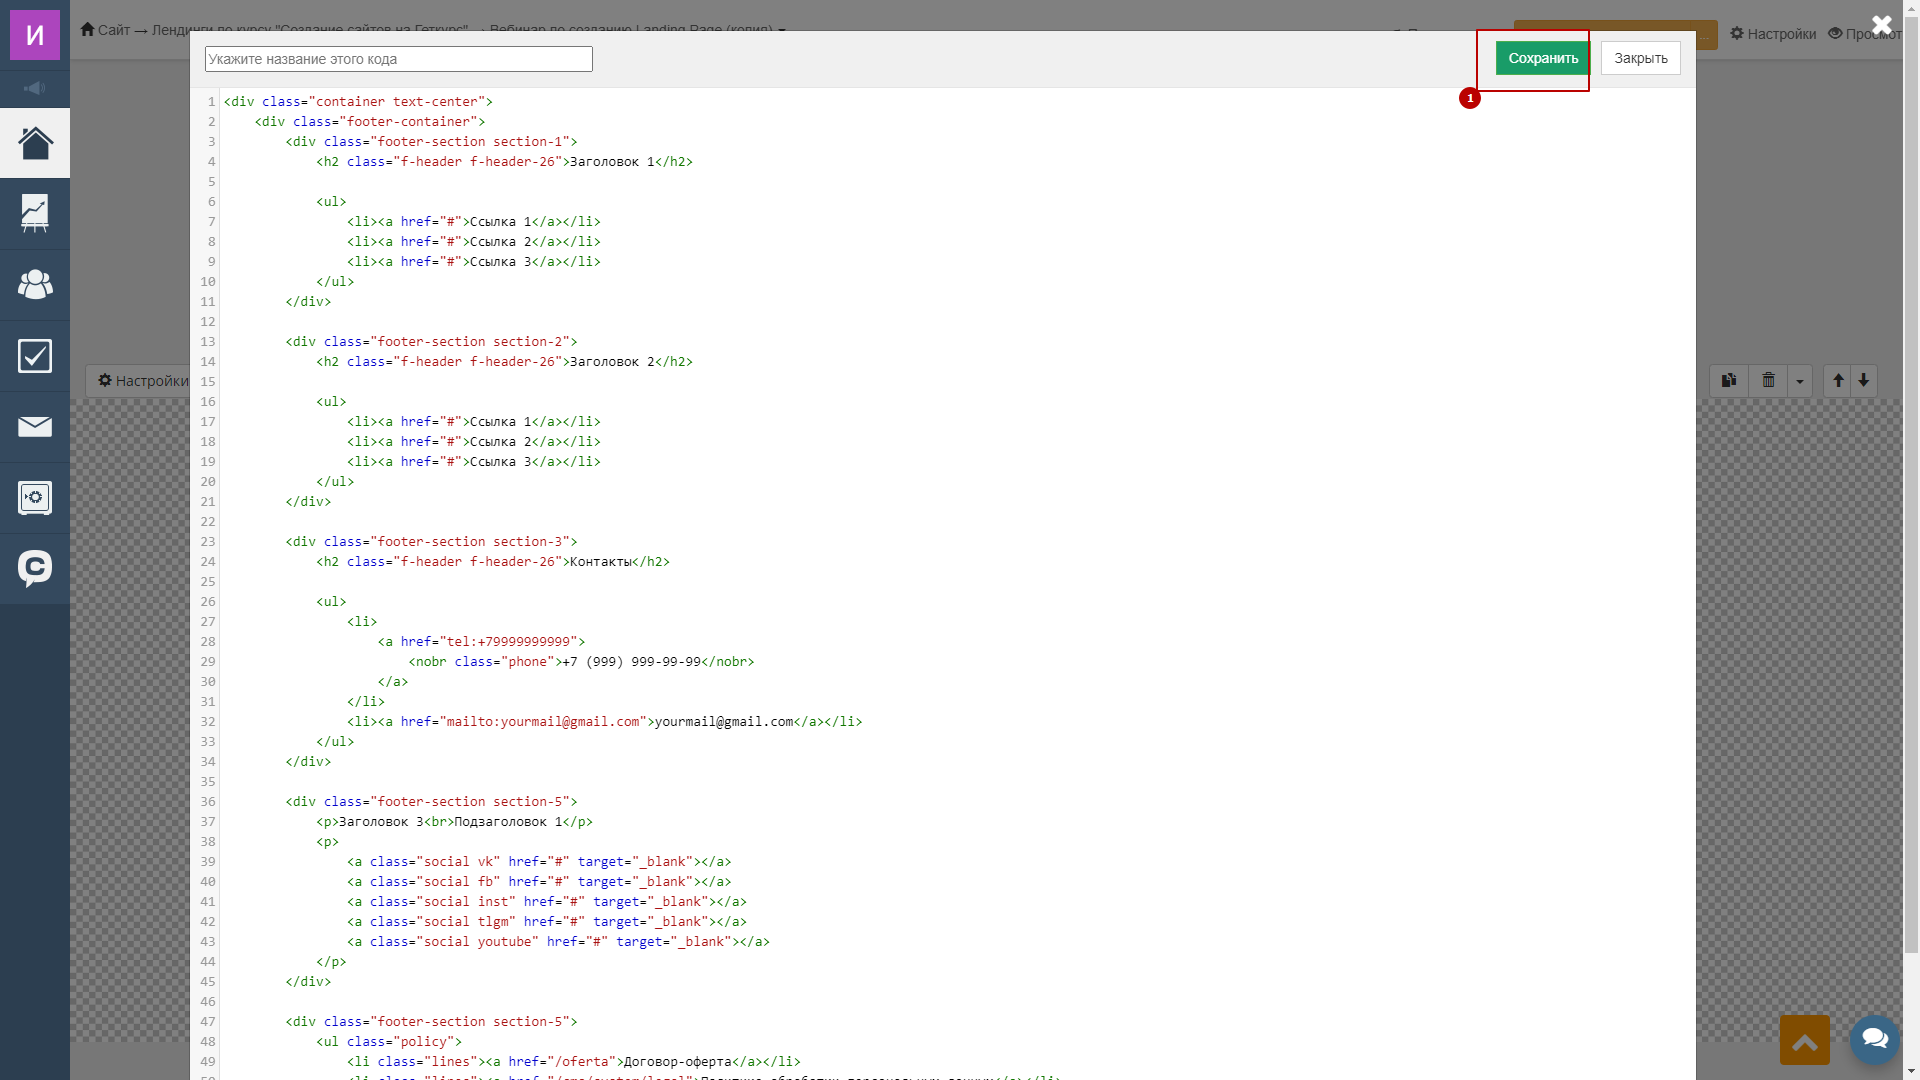 И
Сайт → Лендинги по курсу "Создание сайтов на Геткурс" → Вебинар по созданию Landing Page (копия)
Настройки
Просмот
Укажите название этого кода
Сохранить
Закрыть
1
Настройки
1 <div class="container text-center">
2 <div class="footer-container">
3 <div class="footer-section section-1">
4 <h2 class="f-header f-header-26">Заголовок 1</h2>
5
6 <ul>
7 <li><a href="#">Ссылка 1</a></li>
8 <li><a href="#">Ссылка 2</a></li>
9 <li><a href="#">Ссылка 3</a></li>
10 </ul>
11 </div>
12
13 <div class="footer-section section-2">
14 <h2 class="f-header f-header-26">Заголовок 2</h2>
15
16 <ul>
17 <li><a href="#">Ссылка 1</a></li>
18 <li><a href="#">Ссылка 2</a></li>
19 <li><a href="#">Ссылка 3</a></li>
20 </ul>
21 </div>
22
23 <div class="footer-section section-3">
24 <h2 class="f-header f-header-26">Контакты</h2>
25
26 <ul>
27 <li>
28 <a href="tel:+79999999999">
29 <nobr class="phone">+7 (999) 999-99-99</nobr>
30 </a>
31 </li>
32 <li><a href="mailto:yourmail@gmail.com">yourmail@gmail.com</a></li>
33 </ul>
34 </div>
35
36 <div class="footer-section section-5">
37 <p>Заголовок 3<br>Подзаголовок 1</p>
38 <p>
39 <a class="social vk" href="#" target="_blank"></a>
40 <a class="social fb" href="#" target="_blank"></a>
41 <a class="social inst" href="#" target="_blank"></a>
42 <a class="social tlgm" href="#" target="_blank"></a>
43 <a class="social youtube" href="#" target="_blank"></a>
44 </p>
45 </div>
46
47 <div class="footer-section section-5">
48 <ul class="policy">
49 <li class="lines"><a href="/oferta">Договор-оферта</a></li>